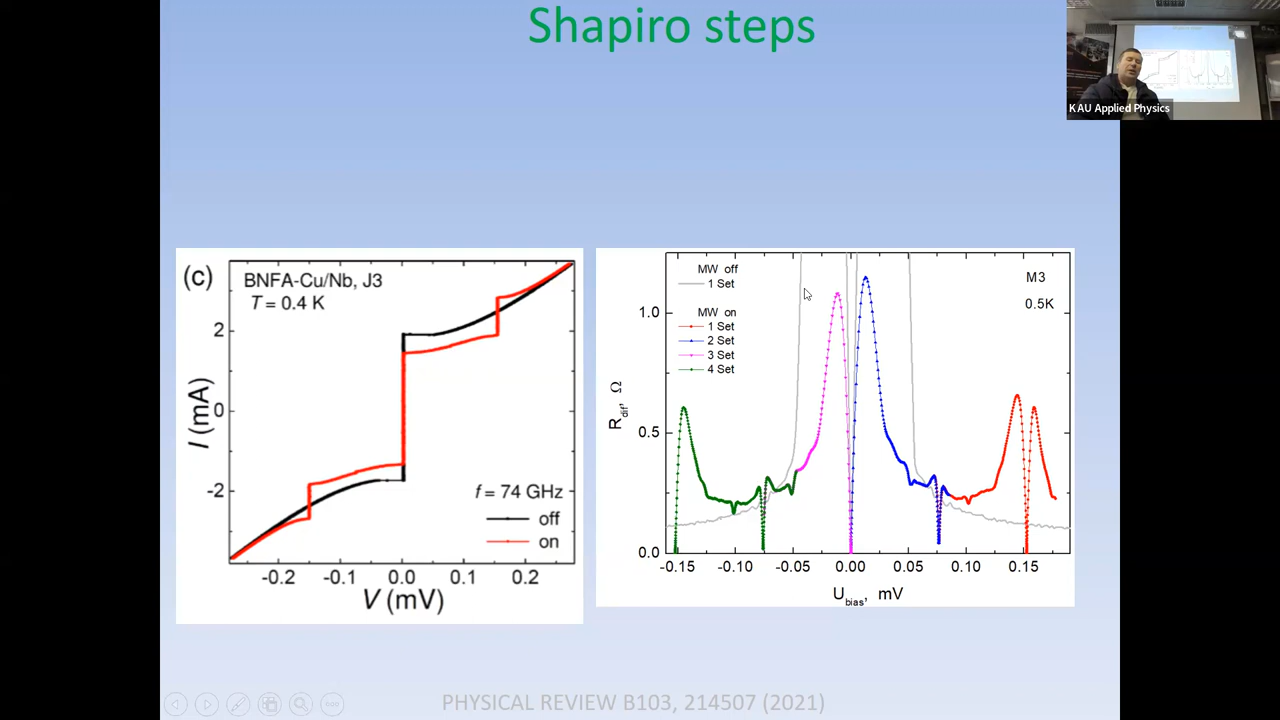 Shapiro steps
KAU Applied Physics
(c)
BNFA-Cu/Nb, J3
T = 0.4 K
2
0
-2
I (mA)
f = 74 GHz
off
on
-0.2 -0.1 0.0 0.1 0.2
V (mV)
MW off
1 Set
MW on
1 Set
2 Set
3 Set
4 Set
M3
0.5K
1.0
0.5
0.0
Rdif, Ω
-0.15 -0.10 -0.05 0.00 0.05 0.10 0.15
Ubias, mV
PHYSICAL REVIEW B103, 214507 (2021)